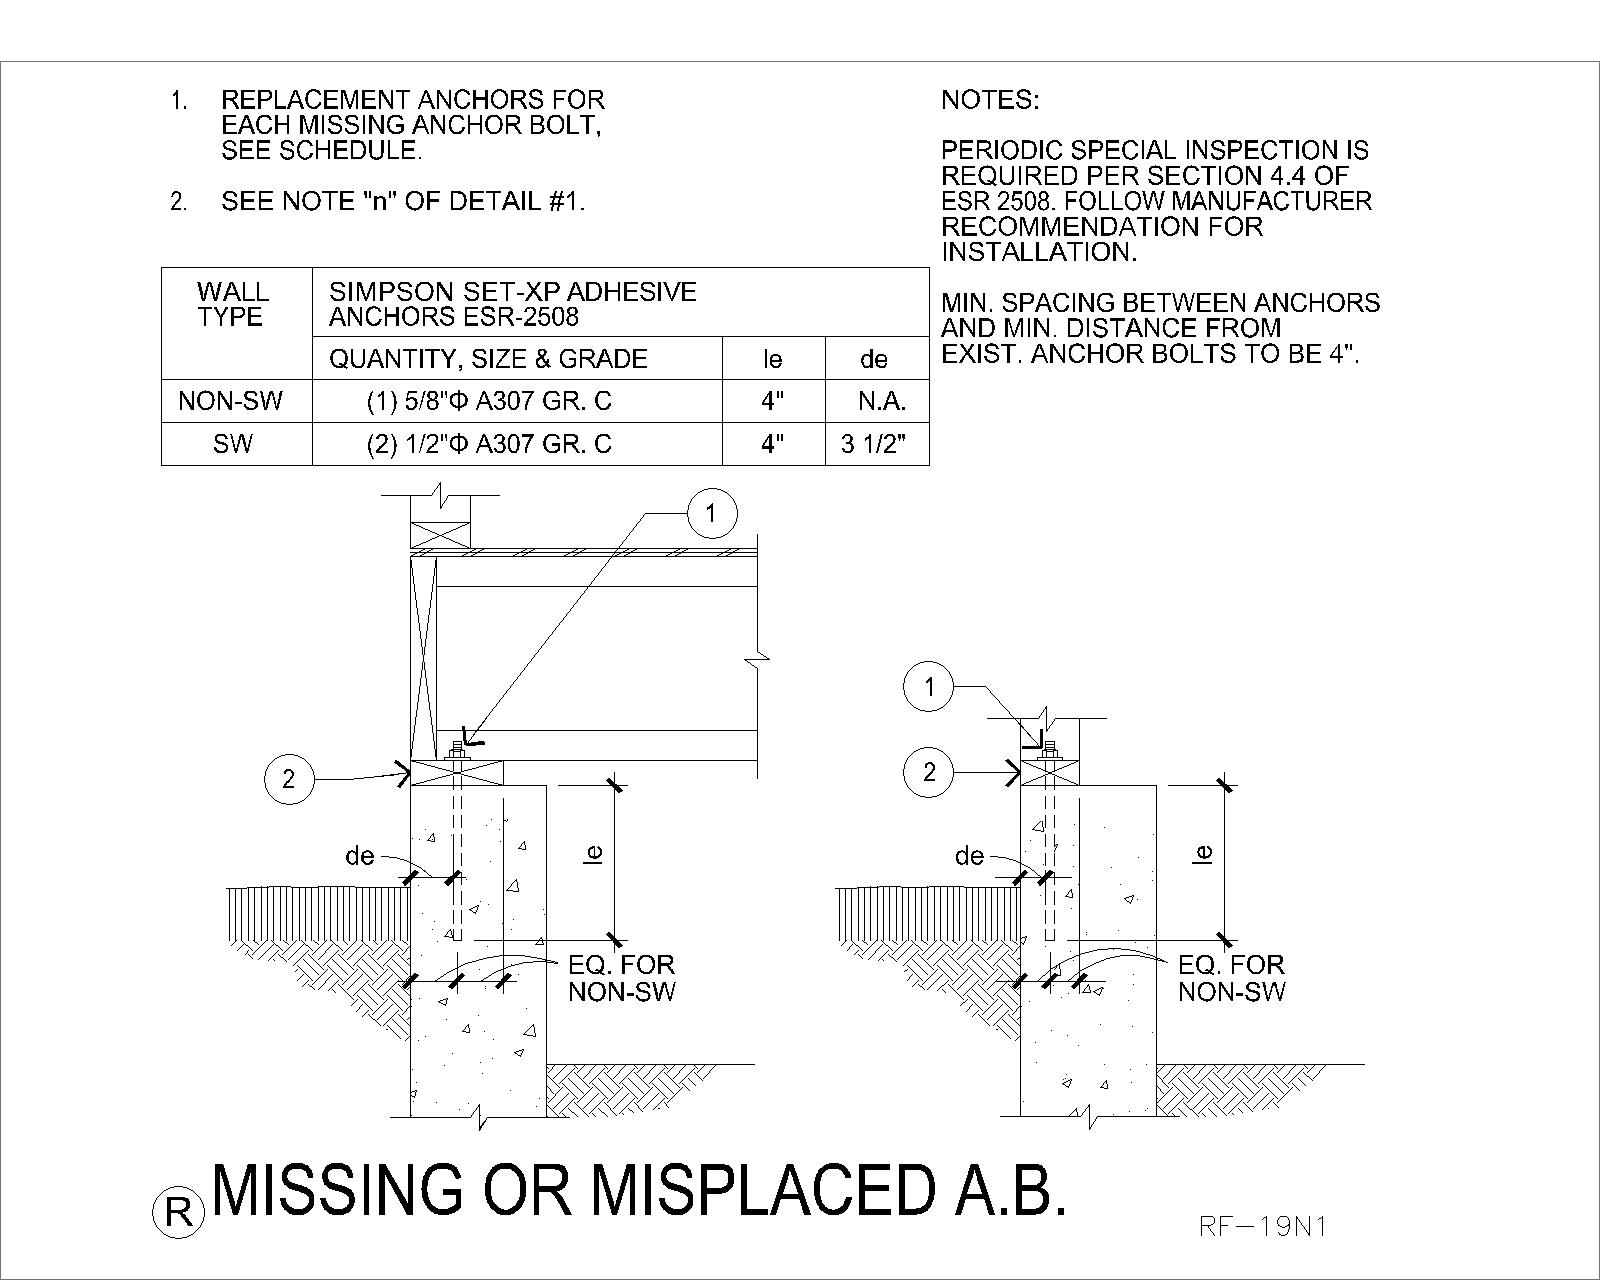 1. REPLACEMENT ANCHORS FOR
EACH MISSING ANCHOR BOLT,
SEE SCHEDULE.
2. SEE NOTE "n" OF DETAIL #1.
NOTES:
PERIODIC SPECIAL INSPECTION IS
REQUIRED PER SECTION 4.4 OF
ESR 2508. FOLLOW MANUFACTURER
RECOMMENDATION FOR
INSTALLATION.
MIN. SPACING BETWEEN ANCHORS
AND MIN. DISTANCE FROM
EXIST. ANCHOR BOLTS TO BE 4".
WALL
TYPE
SIMPSON SET-XP ADHESIVE
ANCHORS ESR-2508
QUANTITY, SIZE & GRADE le de
NON-SW (1) 5/8"Φ A307 GR. C 4" N.A.
SW (2) 1/2"Φ A307 GR. C 4" 3 1/2"
1
2
de
le
EQ. FOR
NON-SW
1
2
de
le
EQ. FOR
NON-SW
R MISSING OR MISPLACED A.B.
RF-19N1